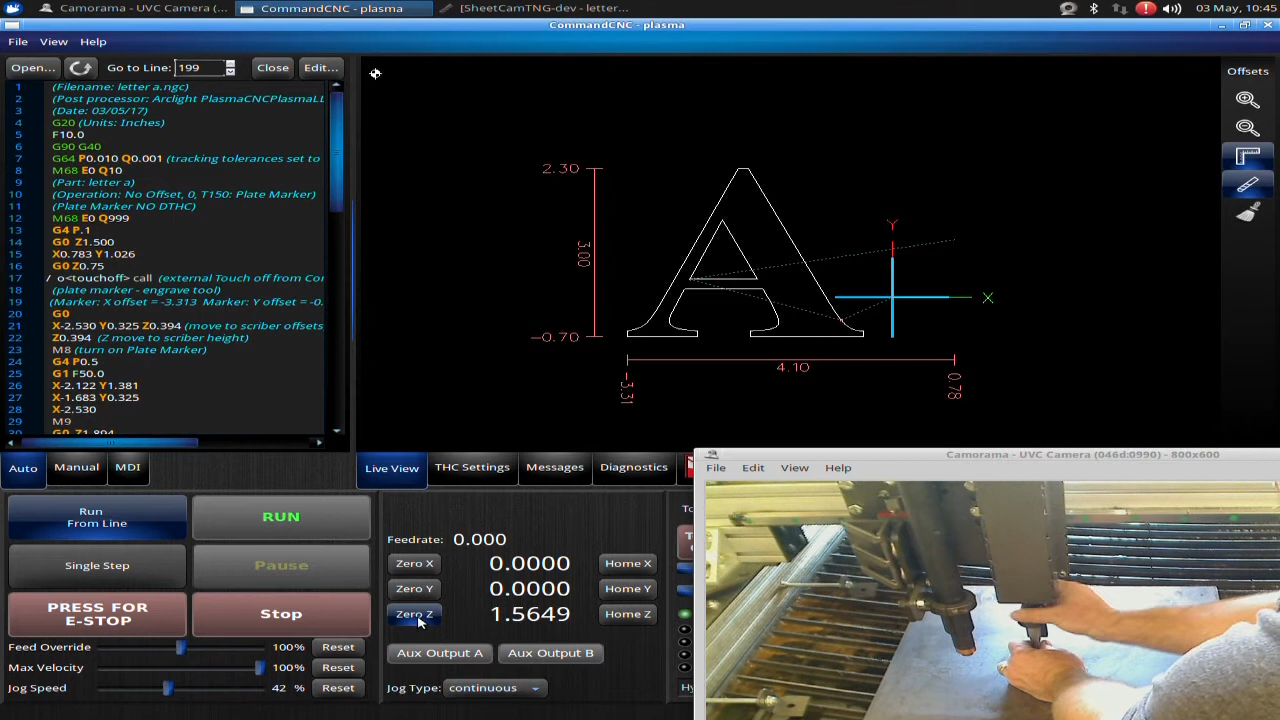 Camorama - UVC Camera (...
CommandCNC - plasma
[SheetCamTNG-dev - letter...
03 May, 10:45
CommandCNC - plasma
File View Help
Open... Go to Line: 199 Close Edit...
1 (Filename: letter a.ngc)
2 (Post processor: Arclight PlasmaCNCPlasmaLL
3 (Date: 03/05/17)
4 G20 (Units: Inches)
5 F10.0
6 G90 G40
7 G64 P0.010 Q0.001 (tracking tolerances set to
8 M68 E0 Q10
9 (Part: letter a)
10 (Operation: No Offset, 0, T150: Plate Marker)
11 (Plate Marker NO DTHC)
12 M68 E0 Q999
13 G4 P.1
14 G0 Z1.500
15 X0.783 Y1.026
16 G0 Z0.75
17 / o<touchoff> call (external Touch off from Cor
18 (plate marker - engrave tool)
19 (Marker: X offset = -3.313 Marker: Y offset = -0.
20 G0
21 X-2.530 Y0.325 Z0.394 (move to scriber offsets
22 Z0.394 (Z move to scriber height)
23 M8 (turn on Plate Marker)
24 G4 P0.5
25 G1 F50.0
26 X-2.122 Y1.381
27 X-1.683 Y0.325
28 X-2.530
29 M9
30 G0 Z1.894
2.30
3.00
-0.70
-3.31
4.10
0.78
Y
X
Offsets
Auto Manual MDI
Live View THC Settings Messages Diagnostics
Run
From Line
RUN
Single Step
Pause
PRESS FOR
E-STOP
Stop
Feed Override 100% Reset
Max Velocity 100% Reset
Jog Speed 42 % Reset
Feedrate: 0.000
Zero X 0.0000 Home X
Zero Y 0.0000 Home Y
Zero Z 1.5649 Home Z
Aux Output A Aux Output B
Jog Type: continuous
Camorama - UVC Camera (046d:0990) - 800x600
File Edit View Help